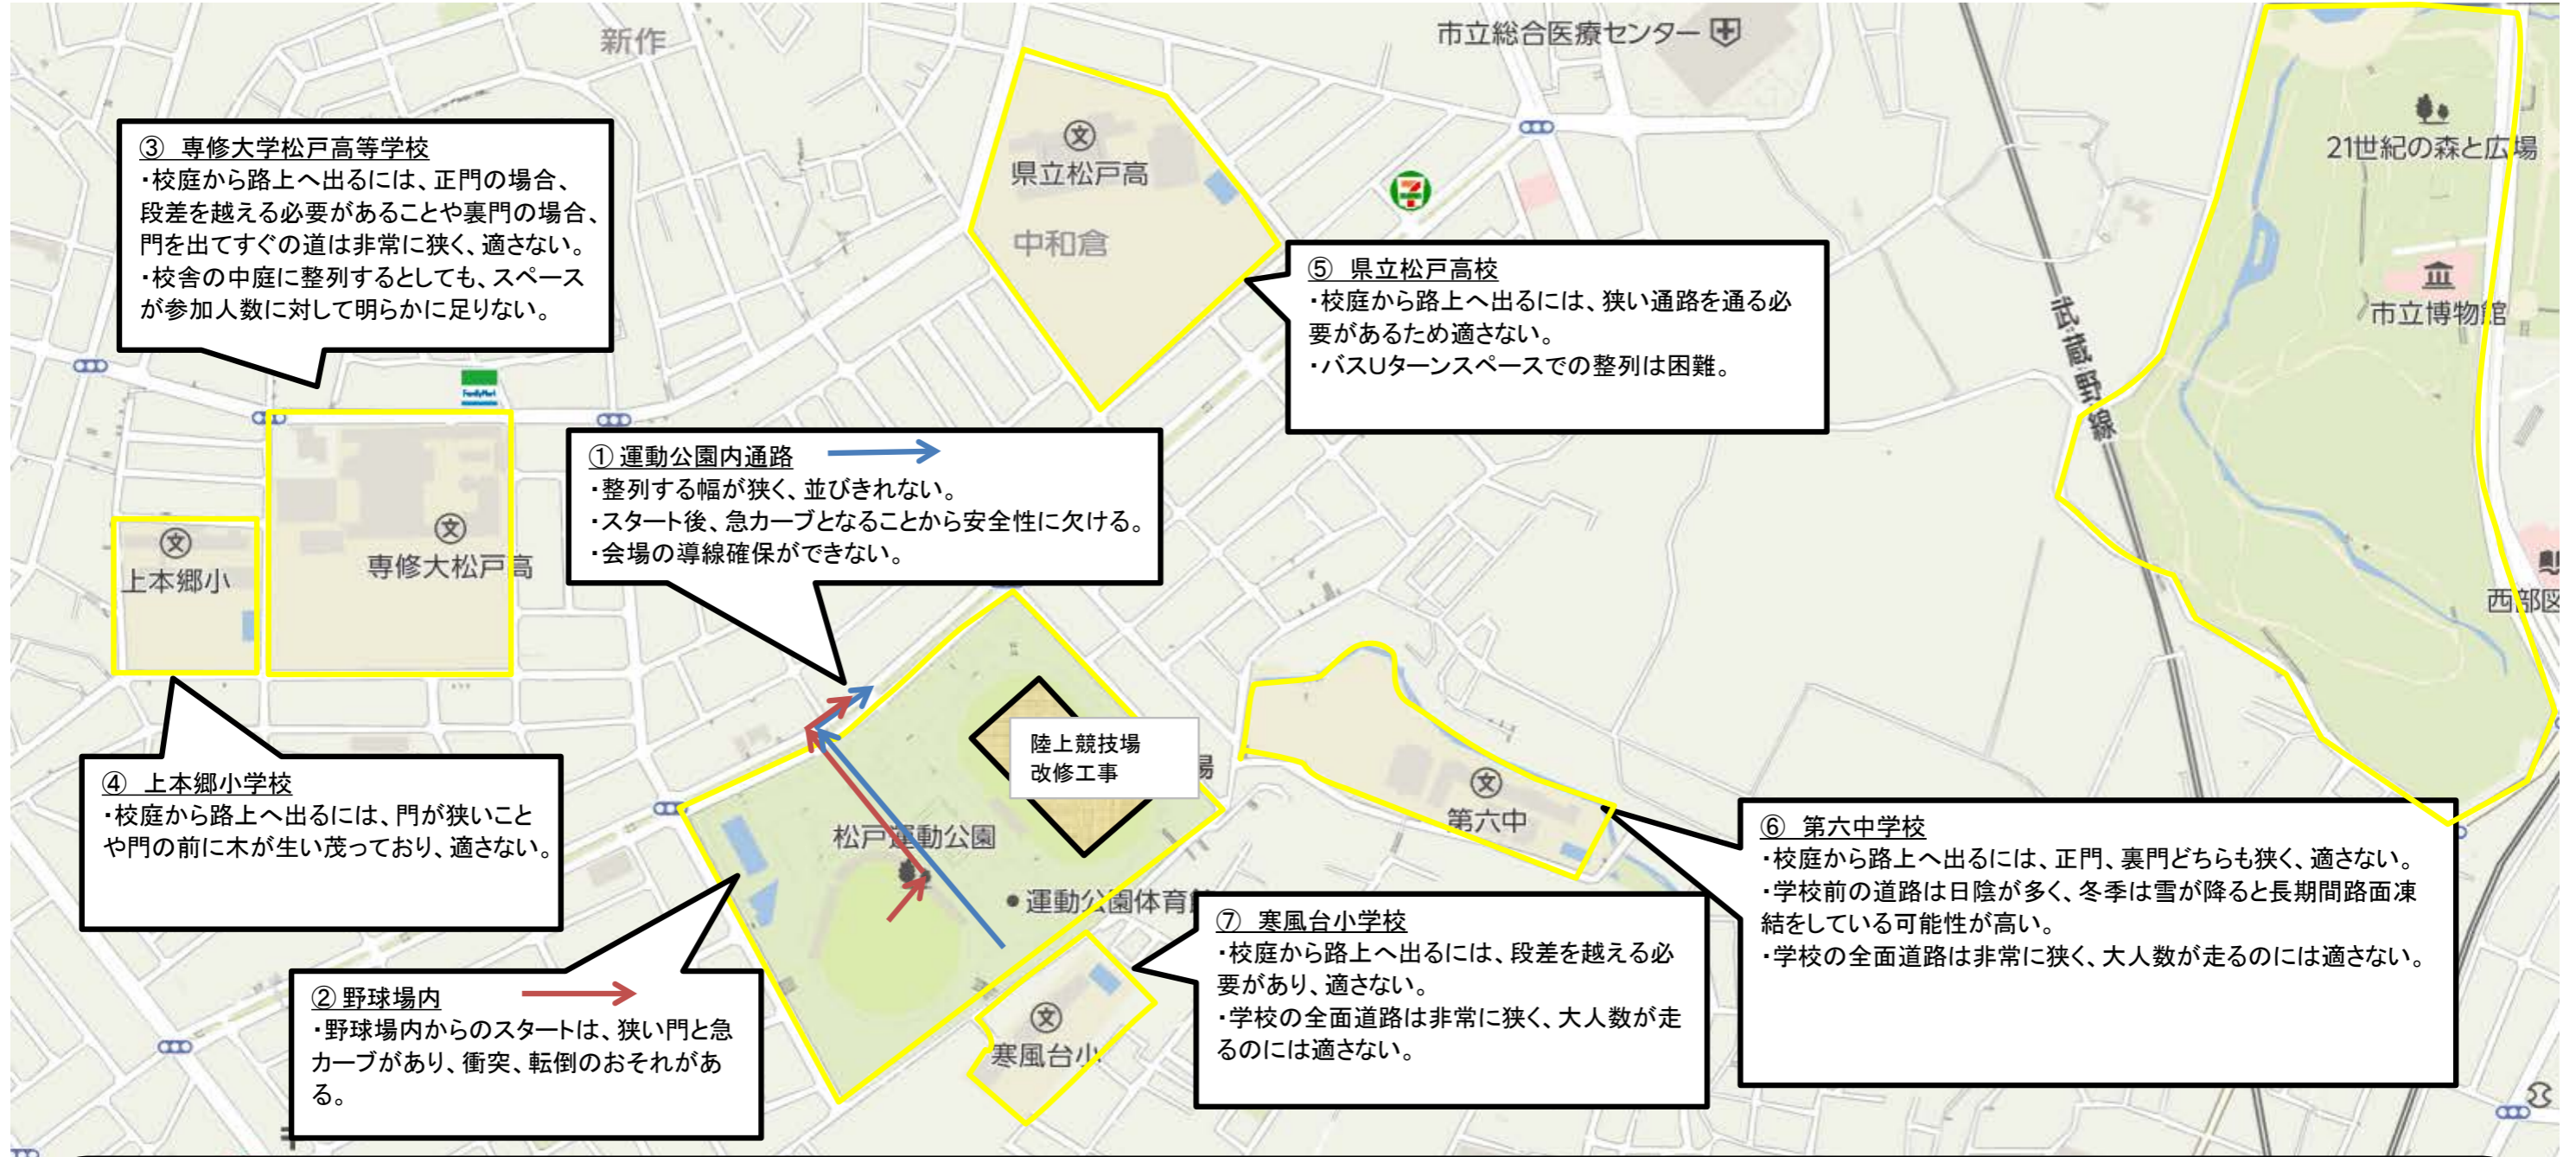 新作
市立総合医療センター
21世紀の森と広場
市立博物館
武蔵野線
県立松戸高
中和倉
③ 専修大学松戸高等学校
・校庭から路上へ出るには、正門の場合、
段差を越える必要があることや裏門の場合、
門を出てすぐの道は非常に狭く、適さない。
・校舎の中庭に整列するとしても、スペース
が参加人数に対して明らかに足りない。
⑤ 県立松戸高校
・校庭から路上へ出るには、狭い通路を通る必
要があるため適さない。
・バスUターンスペースでの整列は困難。
FamilyMart
① 運動公園内通路
・整列する幅が狭く、並びきれない。
・スタート後、急カーブとなることから安全性に欠ける。
・会場の導線確保ができない。
上本郷小
専修大松戸高
西部図
陸上競技場
改修工事
場
④ 上本郷小学校
・校庭から路上へ出るには、門が狭いこと
や門の前に木が生い茂っており、適さない。
松戸運動公園
運動公園体育館
第六中
⑥ 第六中学校
・校庭から路上へ出るには、正門、裏門どちらも狭く、適さない。
・学校前の道路は日陰が多く、冬季は雪が降ると長期間路面凍
結をしている可能性が高い。
・学校の全面道路は非常に狭く、大人数が走るのには適さない。
⑦ 寒風台小学校
・校庭から路上へ出るには、段差を越える必
要があり、適さない。
・学校の全面道路は非常に狭く、大人数が走
るのには適さない。
② 野球場内
・野球場内からのスタートは、狭い門と急
カーブがあり、衝突、転倒のおそれがあ
る。
寒風台小